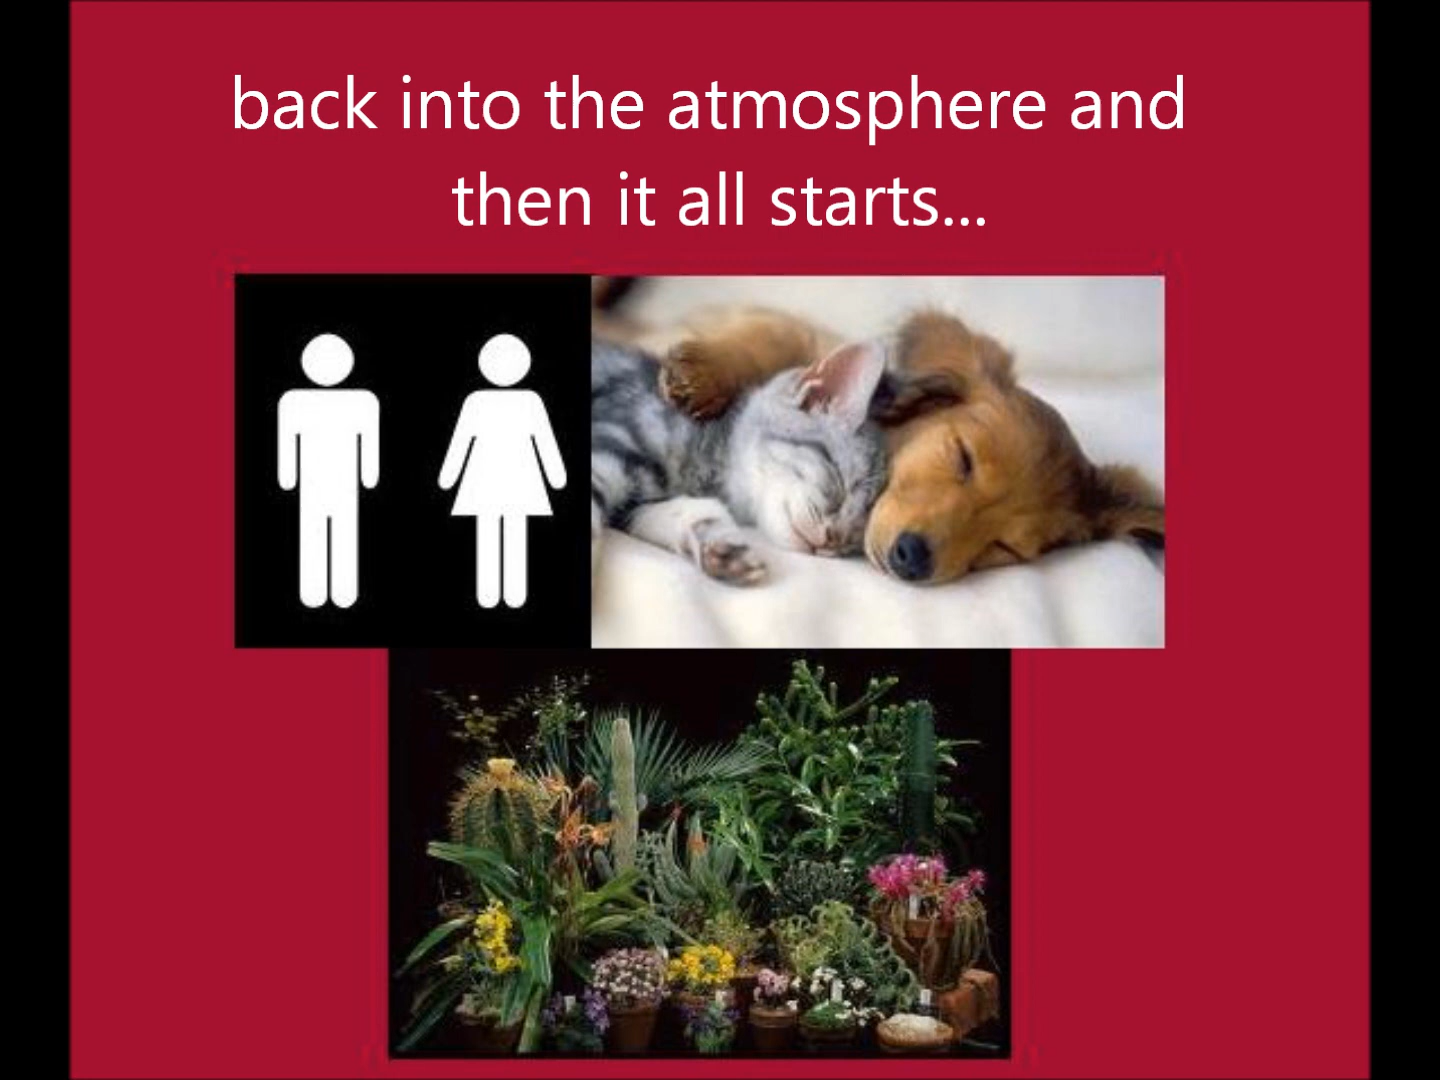 back into the atmosphere and
then it all starts...